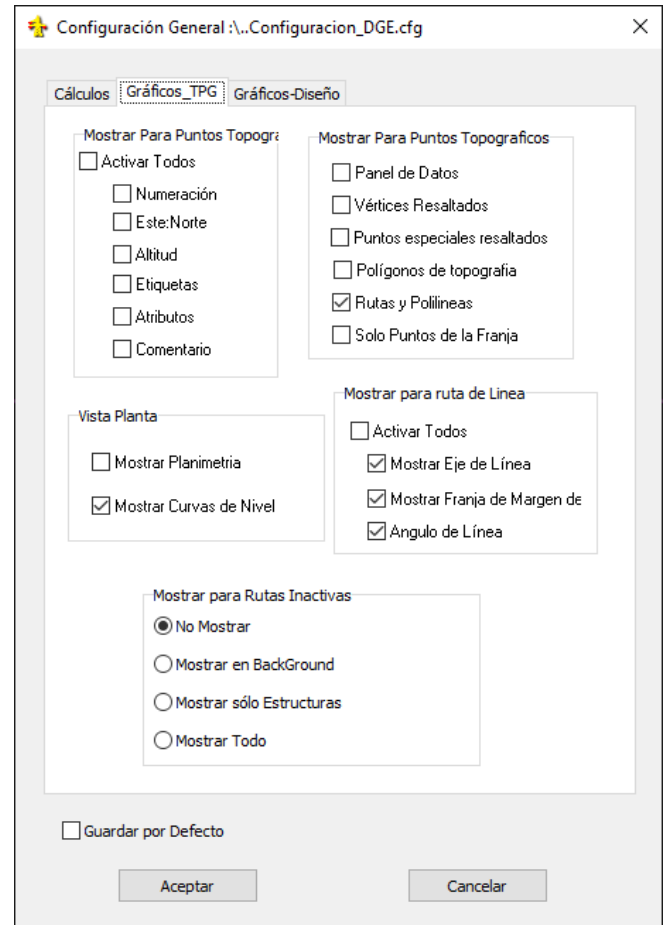 Configuración General :\..Configuracion_DGE.cfg
Cálculos
Gráficos_TPG
Gráficos-Diseño
Mostrar Para Puntos Topogra
Activar Todos
Numeración
Este:Norte
Altitud
Etiquetas
Atributos
Comentario
Mostrar Para Puntos Topograficos
Panel de Datos
Vértices Resaltados
Puntos especiales resaltados
Polígonos de topografia
Rutas y Polilineas
Solo Puntos de la Franja
Vista Planta
Mostrar Planimetria
Mostrar Curvas de Nivel
Mostrar para ruta de Linea
Activar Todos
Mostrar Eje de Línea
Mostrar Franja de Margen de
Angulo de Línea
Mostrar para Rutas Inactivas
No Mostrar
Mostrar en BackGround
Mostrar sólo Estructuras
Mostrar Todo
Guardar por Defecto
Aceptar
Cancelar